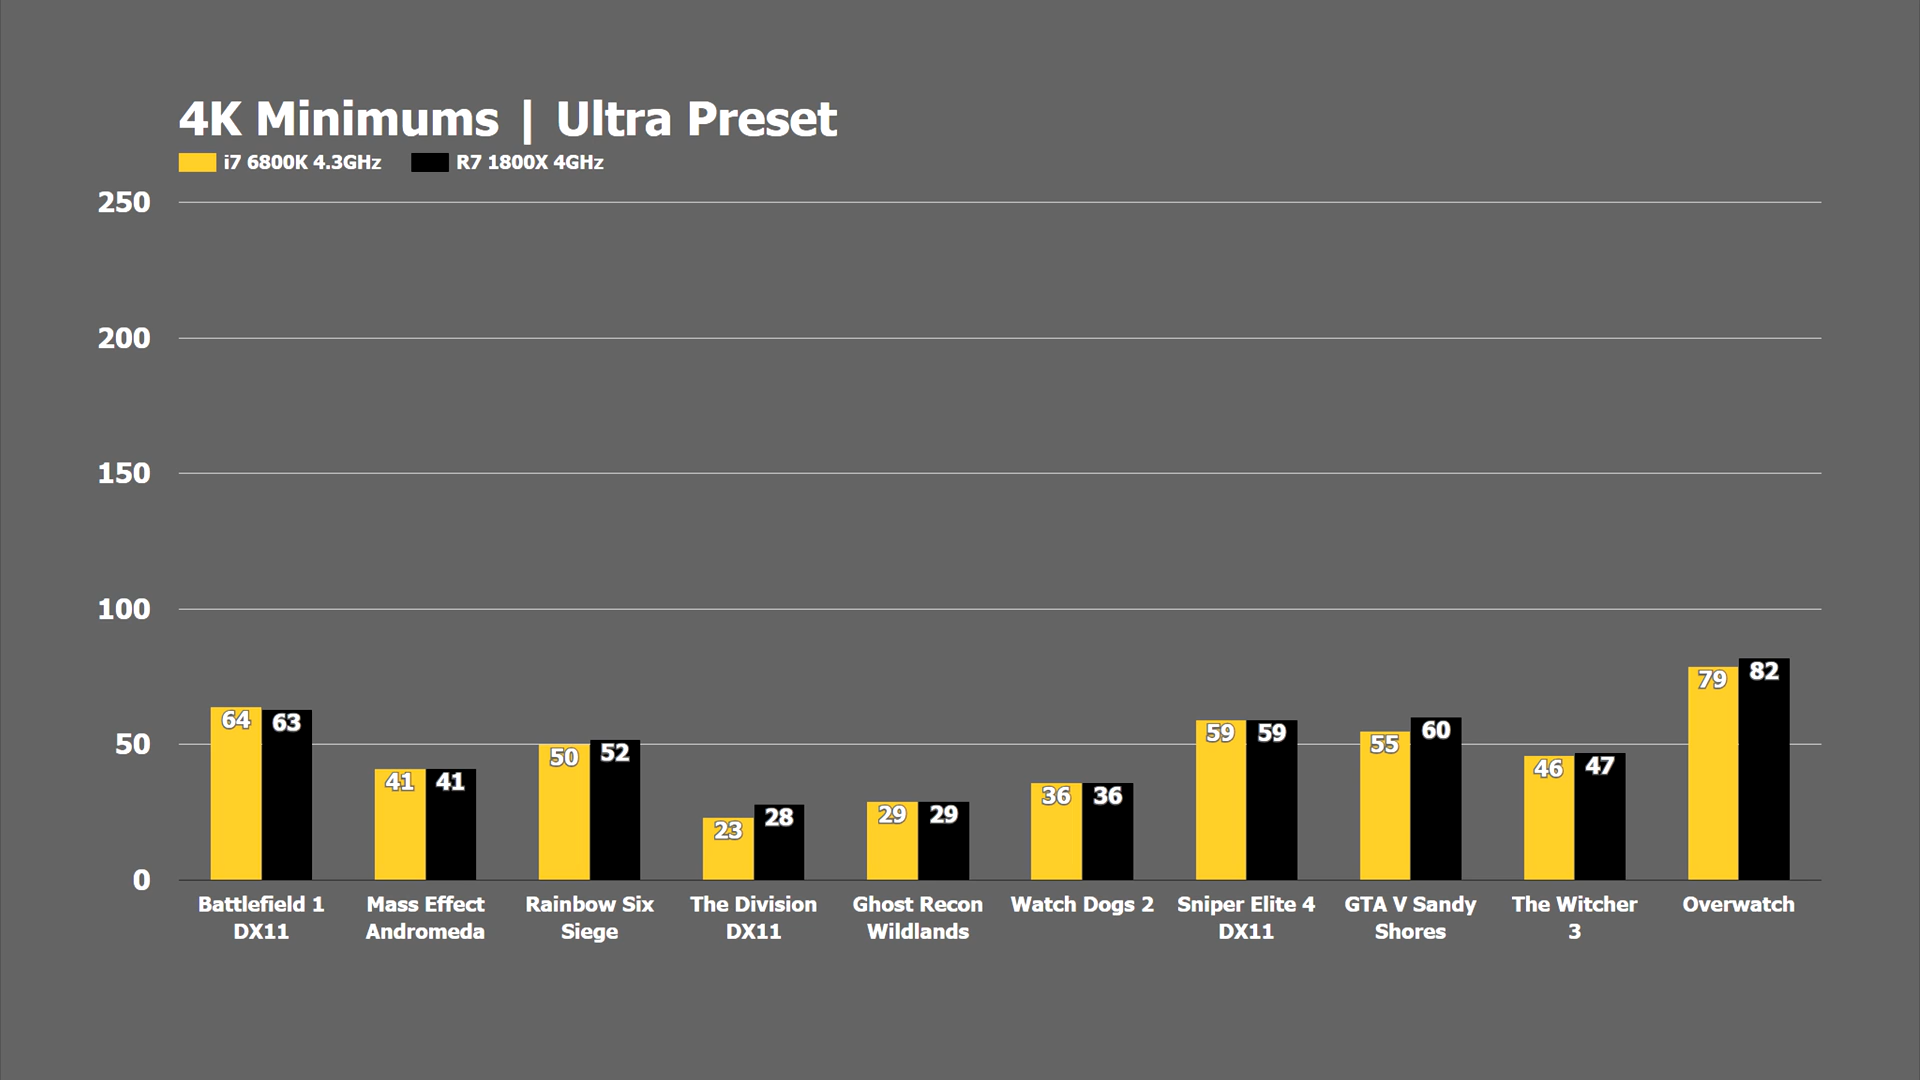 4K Minimums | Ultra Preset
i7 6800K 4.3GHz R7 1800X 4GHz
250
200
150
100
50
0
64 63 41 41 50 52 23 28 29 29 36 36 59 59 55 60 46 47 79 82
Battlefield 1 DX11
Mass Effect Andromeda
Rainbow Six Siege
The Division DX11
Ghost Recon Wildlands
Watch Dogs 2
Sniper Elite 4 DX11
GTA V Sandy Shores
The Witcher 3
Overwatch